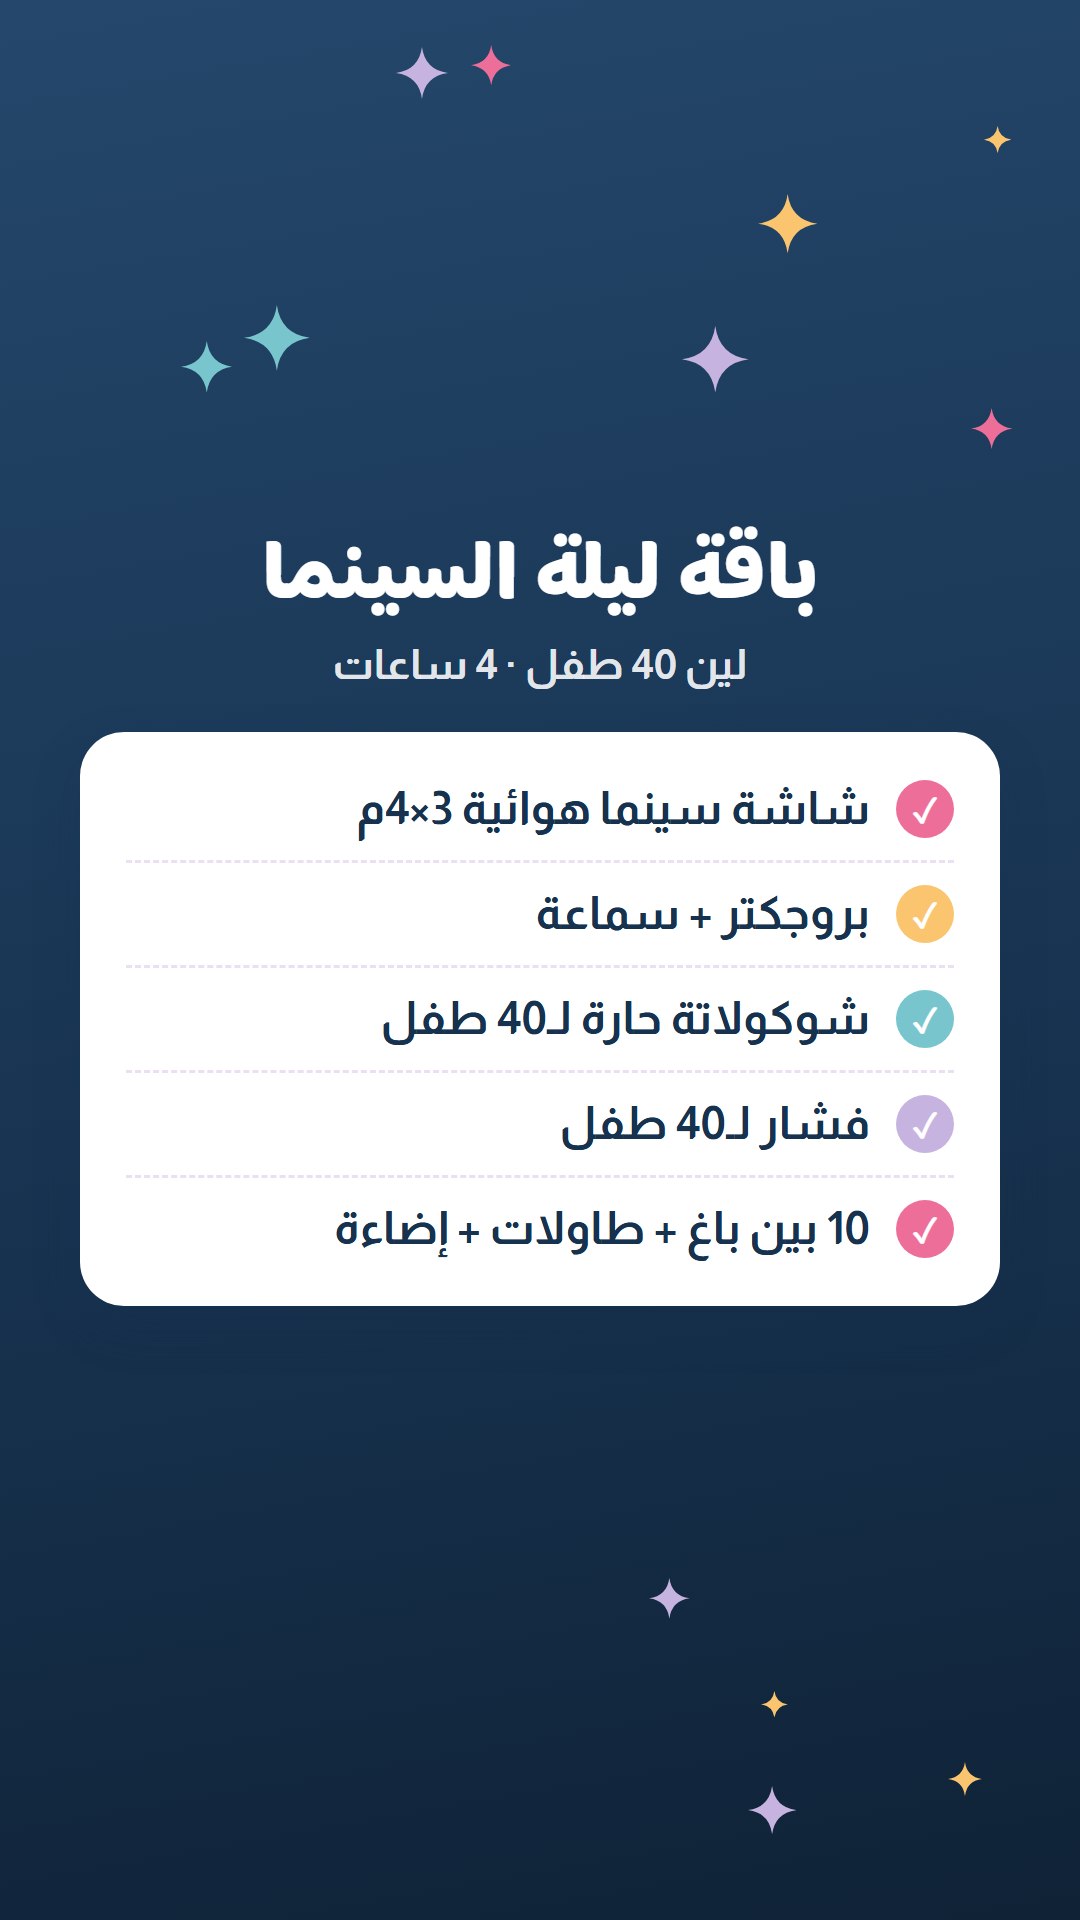 باقة ليلة السينما
لين 40 طفل · 4 ساعات
شاشة سينما هوائية 3×4م
بروجكتر + سماعة
شوكولاتة حارة لـ40 طفل
فشار لـ40 طفل
10 بين باغ + طاولات + إضاءة